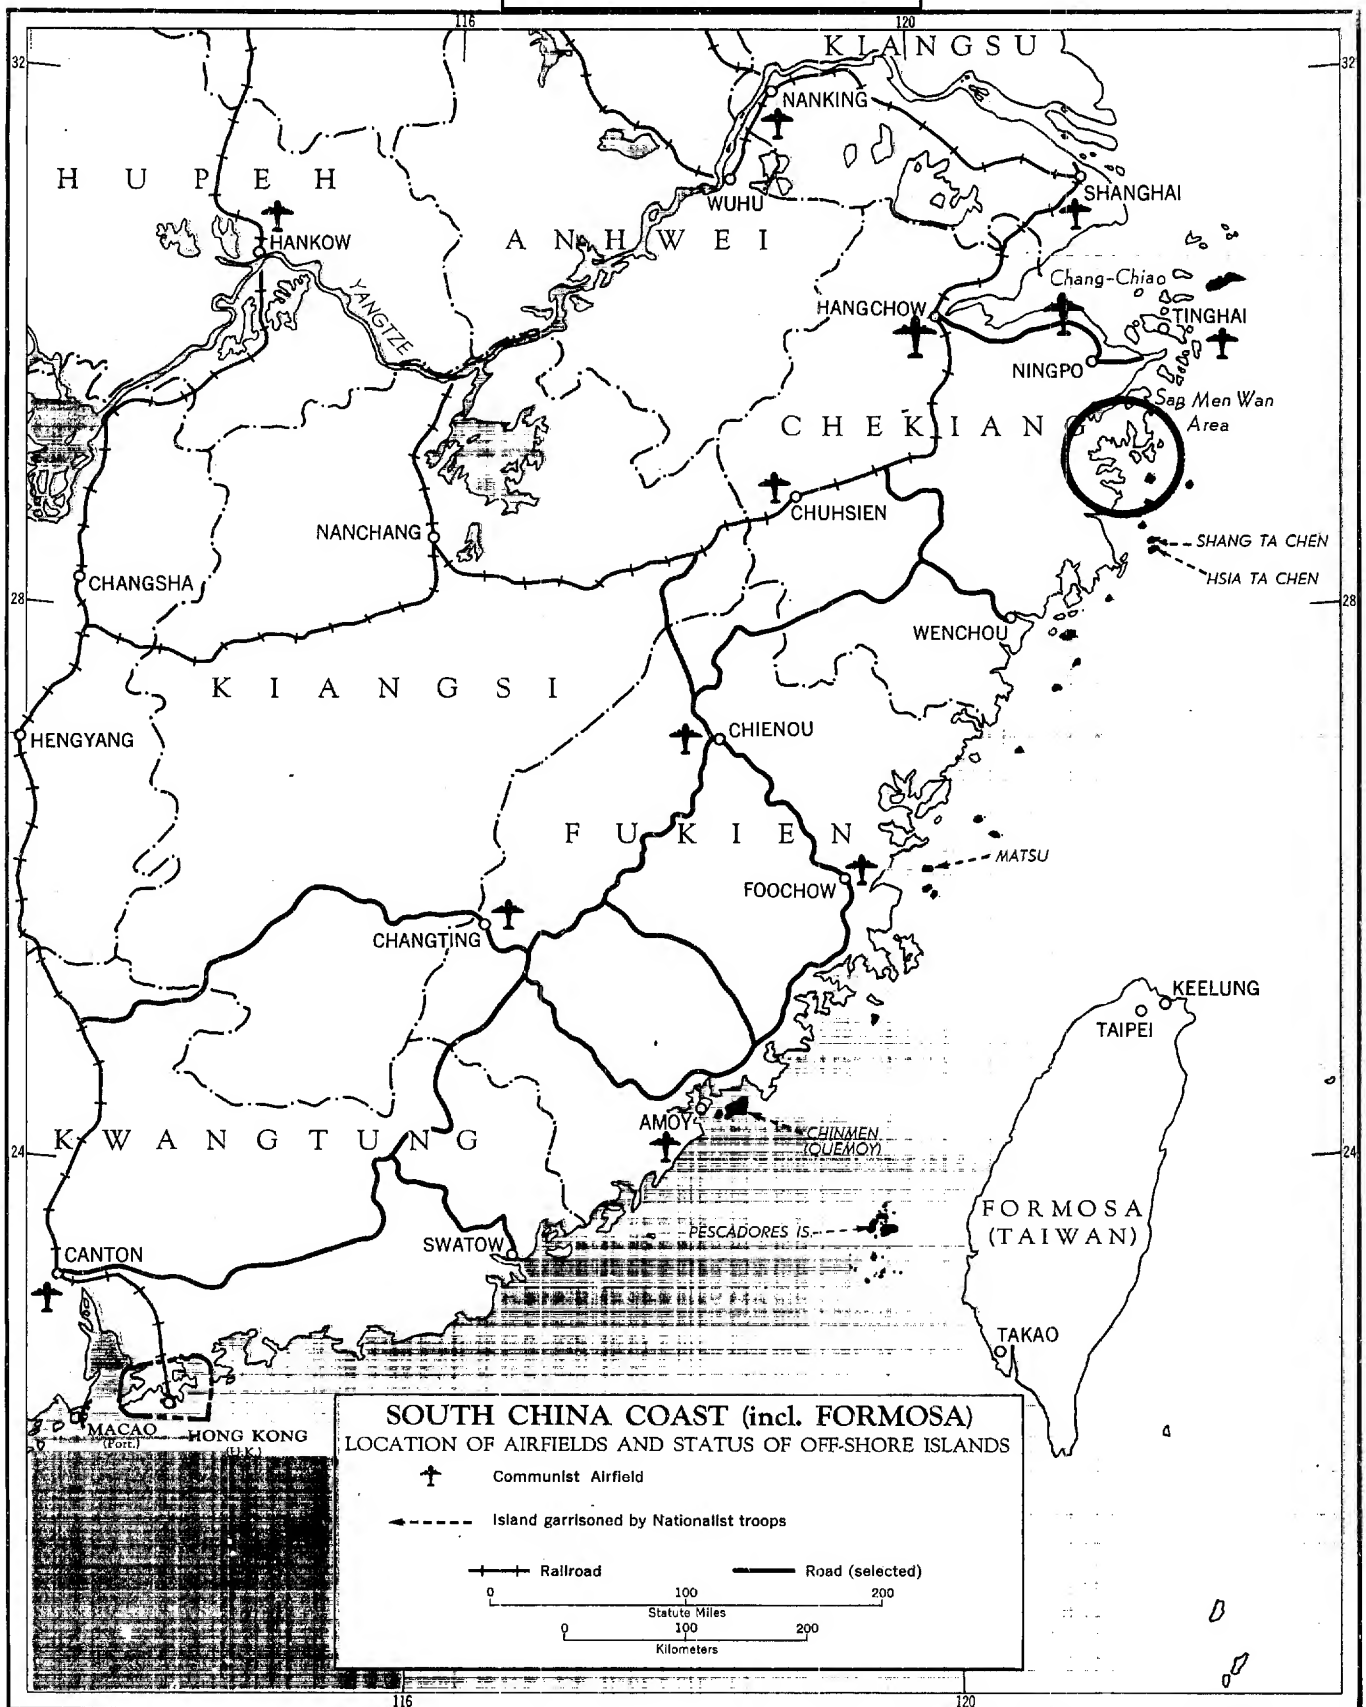 116
120
32
32
KIANGSU
NANKING
HUPEH
WUHU
SHANGHAI
HANKOW
ANHWEI
YANGTZE
Chang-Chiao
HANGCHOW
TINGHAI
NINGPO
San Men Wan
Area
CHEKIANG
CHUHSIEN
NANCHANG
SHANG TA CHEN
HSIA TA CHEN
CHANGSHA
28
28
WENCHOU
KIANGSI
HENGYANG
CHIENOU
FUKIEN
MATSU
FOOCHOW
CHANGTING
KEELUNG
TAIPEI
AMOY
CHINMEN
(QUEMOY)
KWANGTUNG
24
24
FORMOSA
(TAIWAN)
PESCADORES IS.
SWATOW
CANTON
TAKAO
MACAO
(Port.)
HONG KONG
(U.K.)
SOUTH CHINA COAST (incl. FORMOSA)
LOCATION OF AIRFIELDS AND STATUS OF OFF-SHORE ISLANDS
Communist Airfield
Island garrisoned by Nationalist troops
Railroad
Road (selected)
0 100 200
Statute Miles
0 100 200
Kilometers
116
120